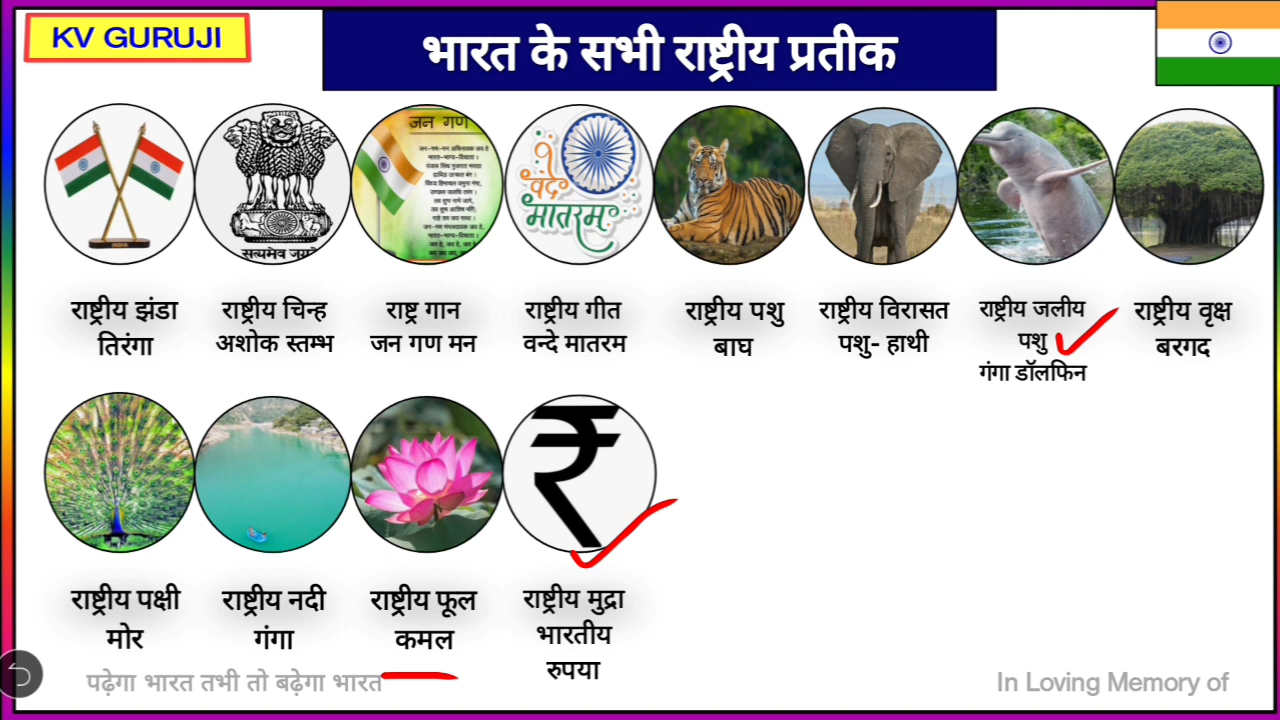 KV GURUJI
भारत के सभी राष्ट्रीय प्रतीक
INDIA
सत्यमेव जयते
जन गण
वंदे
मातरम
राष्ट्रीय झंडा
तिरंगा
राष्ट्रीय चिन्ह
अशोक स्तम्भ
राष्ट्र गान
जन गण मन
राष्ट्रीय गीत
वन्दे मातरम
राष्ट्रीय पशु
बाघ
राष्ट्रीय विरासत
पशु- हाथी
राष्ट्रीय जलीय
पशु
गंगा डॉलफिन
राष्ट्रीय वृक्ष
बरगद
राष्ट्रीय पक्षी
मोर
राष्ट्रीय नदी
गंगा
राष्ट्रीय फूल
कमल
₹
राष्ट्रीय मुद्रा
भारतीय
रुपया
पढ़ेगा भारत तभी तो बढ़ेगा भारत
In Loving Memory of